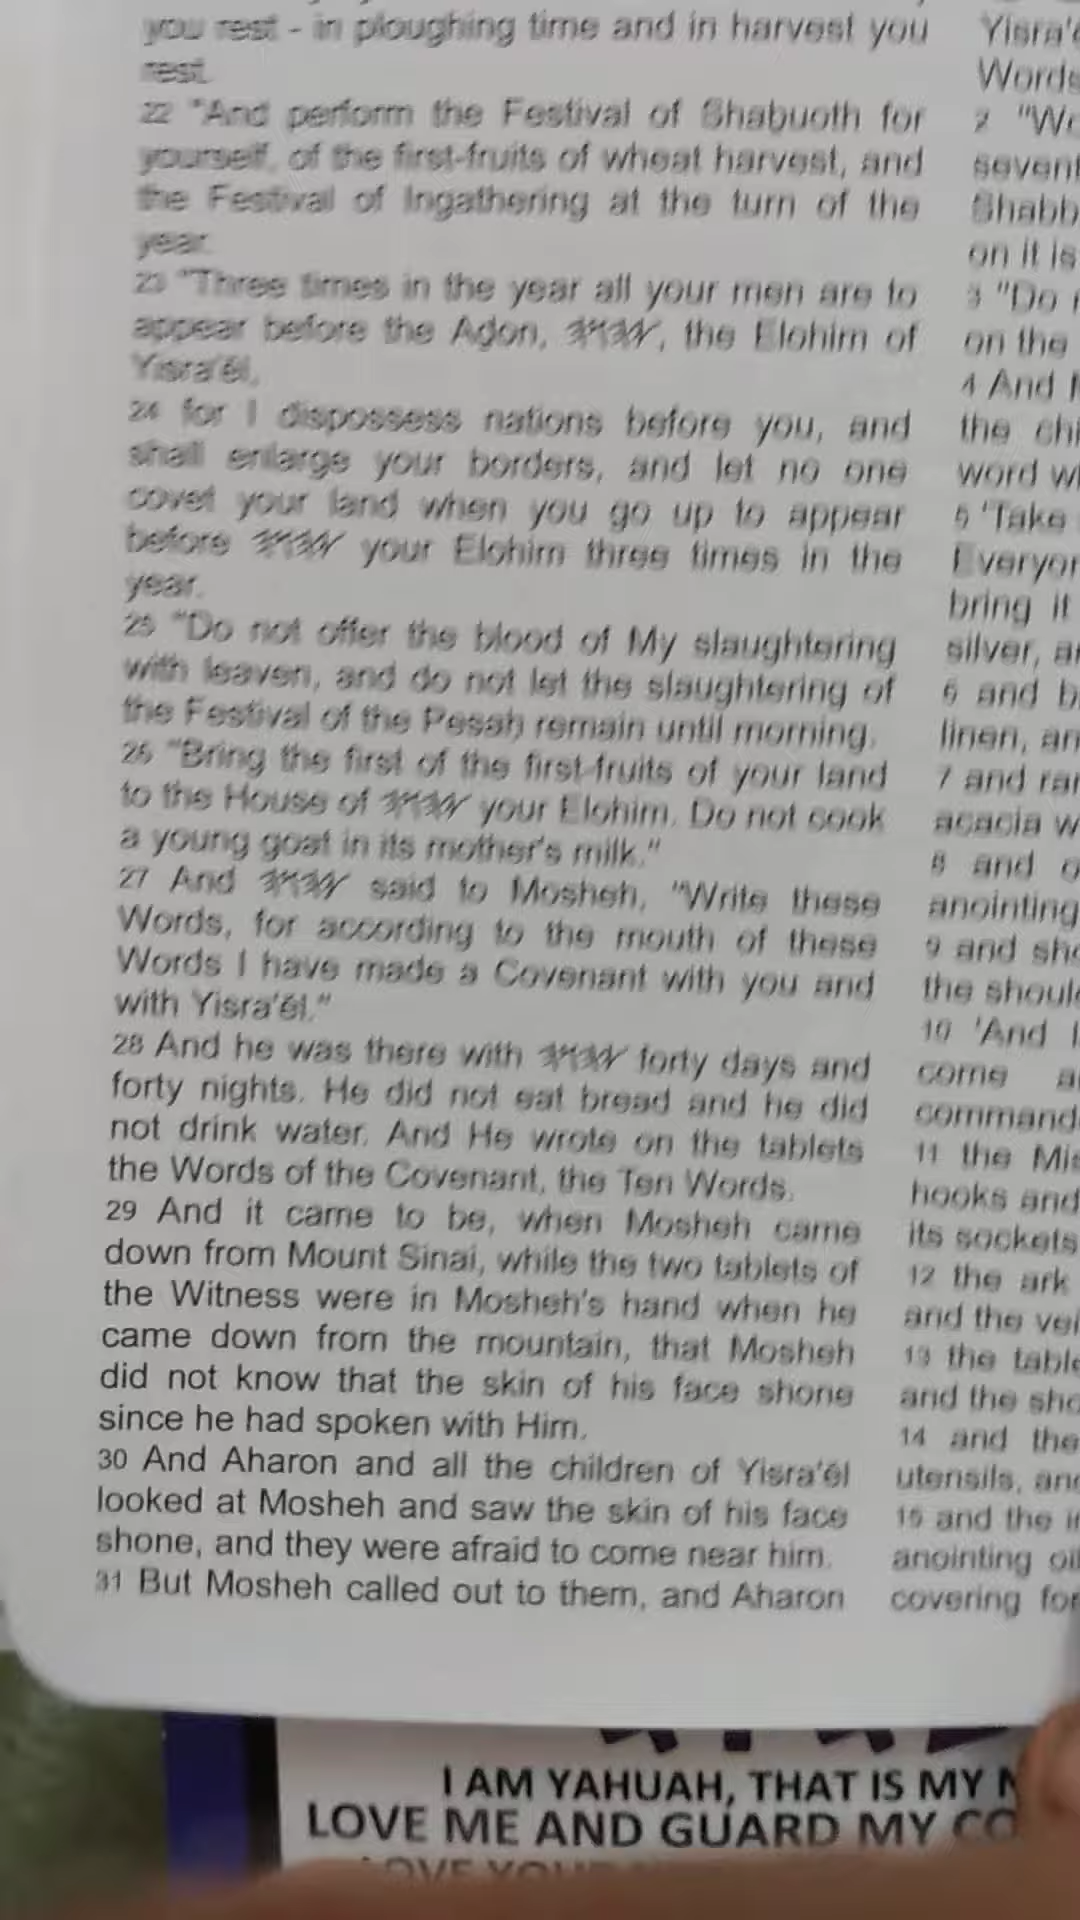 you rest - in ploughing time and in harvest you
rest.
22 "And perform the Festival of Shabuoth for
yourself, of the first-fruits of wheat harvest, and
the Festival of Ingathering at the turn of the
year.
23 "Three times in the year all your men are to
appear before the Adon, 𐤉𐤄𐤅𐤄, the Elohim of
Yisra'ĕl,
24 for I dispossess nations before you, and
shall enlarge your borders, and let no one
covet your land when you go up to appear
before 𐤉𐤄𐤅𐤄 your Elohim three times in the
year.
25 "Do not offer the blood of My slaughtering
with leaven, and do not let the slaughtering of
the Festival of the Pesaḥ remain until morning.
26 "Bring the first of the first-fruits of your land
to the House of 𐤉𐤄𐤅𐤄 your Elohim. Do not cook
a young goat in its mother's milk."
27 And 𐤉𐤄𐤅𐤄 said to Mosheh, "Write these
Words, for according to the mouth of these
Words I have made a Covenant with you and
with Yisra'ĕl."
28 And he was there with 𐤉𐤄𐤅𐤄 forty days and
forty nights. He did not eat bread and he did
not drink water. And He wrote on the tablets
the Words of the Covenant, the Ten Words.
29 And it came to be, when Mosheh came
down from Mount Sinai, while the two tablets of
the Witness were in Mosheh's hand when he
came down from the mountain, that Mosheh
did not know that the skin of his face shone
since he had spoken with Him.
30 And Aharon and all the children of Yisra'ĕl
looked at Mosheh and saw the skin of his face
shone, and they were afraid to come near him.
31 But Mosheh called out to them, and Aharon
Words
2
on it is
3 "Do
on the
4 And
the
word
5 'Take
bring it
silver,
6 and
linen,
7 and
acacia
8 and
anointing
9 and
the
10 'And
come
11 the
hooks and
its sockets
12 the ark
and the
13 the
and the
14 and the
utensils,
15 and the
anointing
covering for
I AM YAHUAH, THAT IS MY
LOVE ME AND GUARD MY